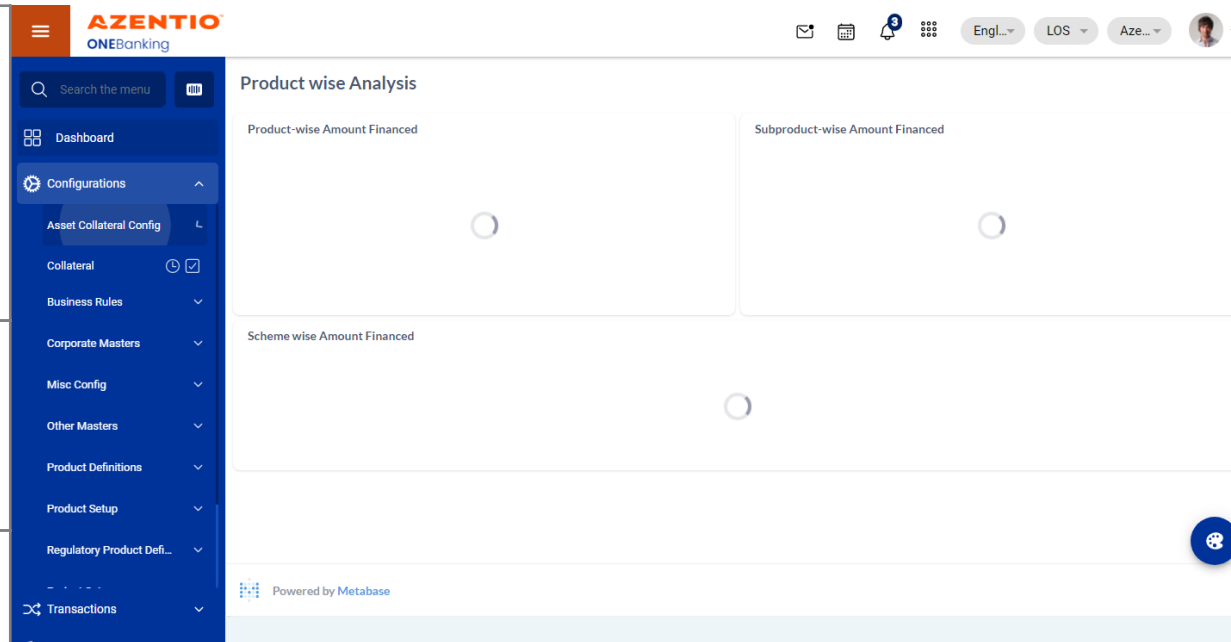 AZENTIO
ONEBanking
3
Engl...
LOS
Aze...
Search the menu
Dashboard
Configurations
Asset Collateral Config
Collateral
Business Rules
Corporate Masters
Misc Config
Other Masters
Product Definitions
Product Setup
Regulatory Product Defi...
Transactions
Product wise Analysis
Product-wise Amount Financed
Subproduct-wise Amount Financed
Scheme wise Amount Financed
Powered by Metabase